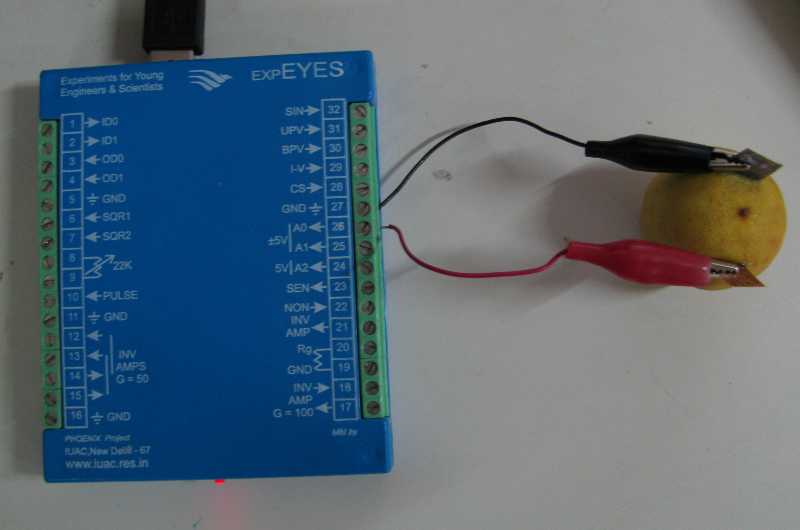 Experiments for Young
Engineers & Scientists
EXPEYES
1 ID0
2 ID1
3 OD0
4 OD1
5 GND
6 SQR1
7 SQR2
8
22K
9
10 PULSE
11 GND
12
13 INV
AMPS
14 G = 50
15
16 GND
SIN 32
UPV 31
BPV 30
I-V 29
CS 28
GND 27
A0 26
±5V
A1 25
5V A2 24
SEN 23
NON 22
INV
AMP 21
Rg 20
GND 19
INV 18
AMP
G = 100 17
PHOENIX Project
IUAC, New Delhi - 67
www.iuac.res.in
Mfd by